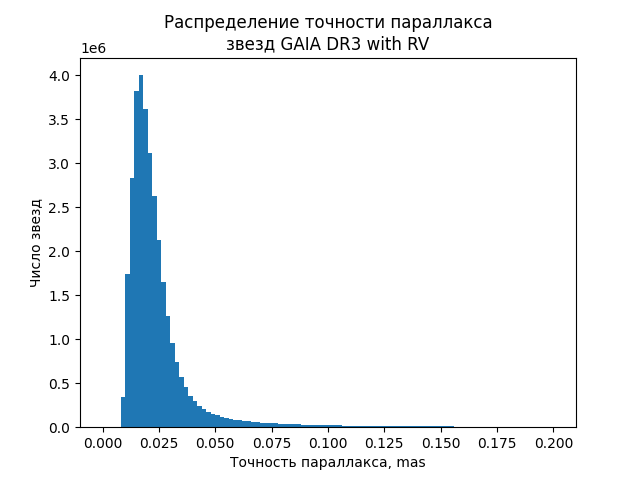 Распределение точности параллакса
звезд GAIA DR3 with RV
1e6
4.0
3.5
3.0
2.5
2.0
1.5
1.0
0.5
0.0
Число звезд
0.000 0.025 0.050 0.075 0.100 0.125 0.150 0.175 0.200
Точность параллакса, mas